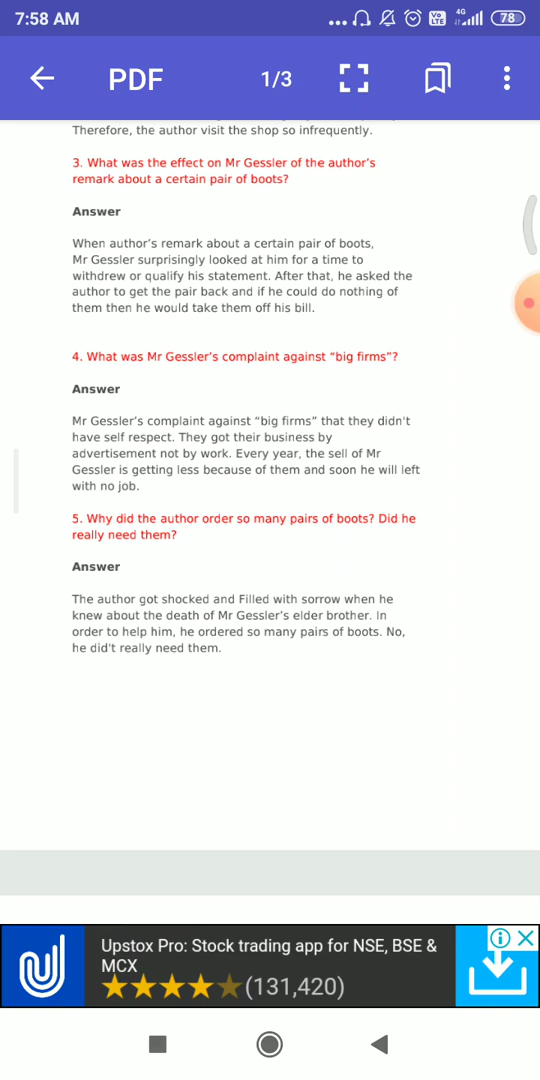 7:58 AM
Vo LTE
4G
78
PDF
1/3
Therefore, the author visit the shop so infrequently.
3. What was the effect on Mr Gessler of the author's
remark about a certain pair of boots?
Answer
When author's remark about a certain pair of boots,
Mr Gessler surprisingly looked at him for a time to
withdrew or qualify his statement. After that, he asked the
author to get the pair back and if he could do nothing of
them then he would take them off his bill.
4. What was Mr Gessler's complaint against "big firms"?
Answer
Mr Gessler's complaint against "big firms" that they didn't
have self respect. They got their business by
advertisement not by work. Every year, the sell of Mr
Gessler is getting less because of them and soon he will left
with no job.
5. Why did the author order so many pairs of boots? Did he
really need them?
Answer
The author got shocked and Filled with sorrow when he
knew about the death of Mr Gessler's elder brother. In
order to help him, he ordered so many pairs of boots. No,
he did't really need them.
Upstox Pro: Stock trading app for NSE, BSE &
MCX
(131,420)